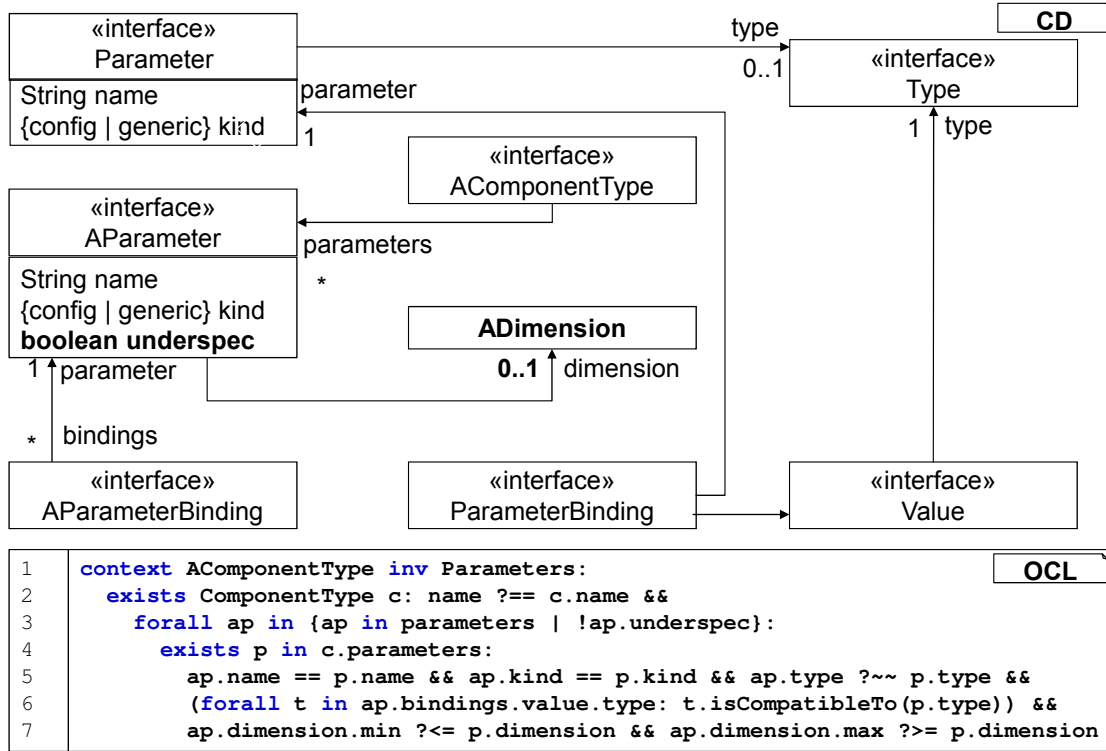 CD
«interface»
Parameter
String name
{config | generic} kind
type
0..1
«interface»
Type
parameter
1
1 type
«interface»
AComponentType
«interface»
AParameter
String name
{config | generic} kind
boolean underspec
parameters
*
ADimension
0..1 dimension
1 parameter
* bindings
«interface»
AParameterBinding
«interface»
ParameterBinding
«interface»
Value
OCL
1 context AComponentType inv Parameters:
2 exists ComponentType c: name ?== c.name &&
3 forall ap in {ap in parameters | !ap.underspec}:
4 exists p in c.parameters:
5 ap.name == p.name && ap.kind == p.kind && ap.type ?~~ p.type &&
6 (forall t in ap.bindings.value.type: t.isCompatibleTo(p.type)) &&
7 ap.dimension.min ?<= p.dimension && ap.dimension.max ?>= p.dimension